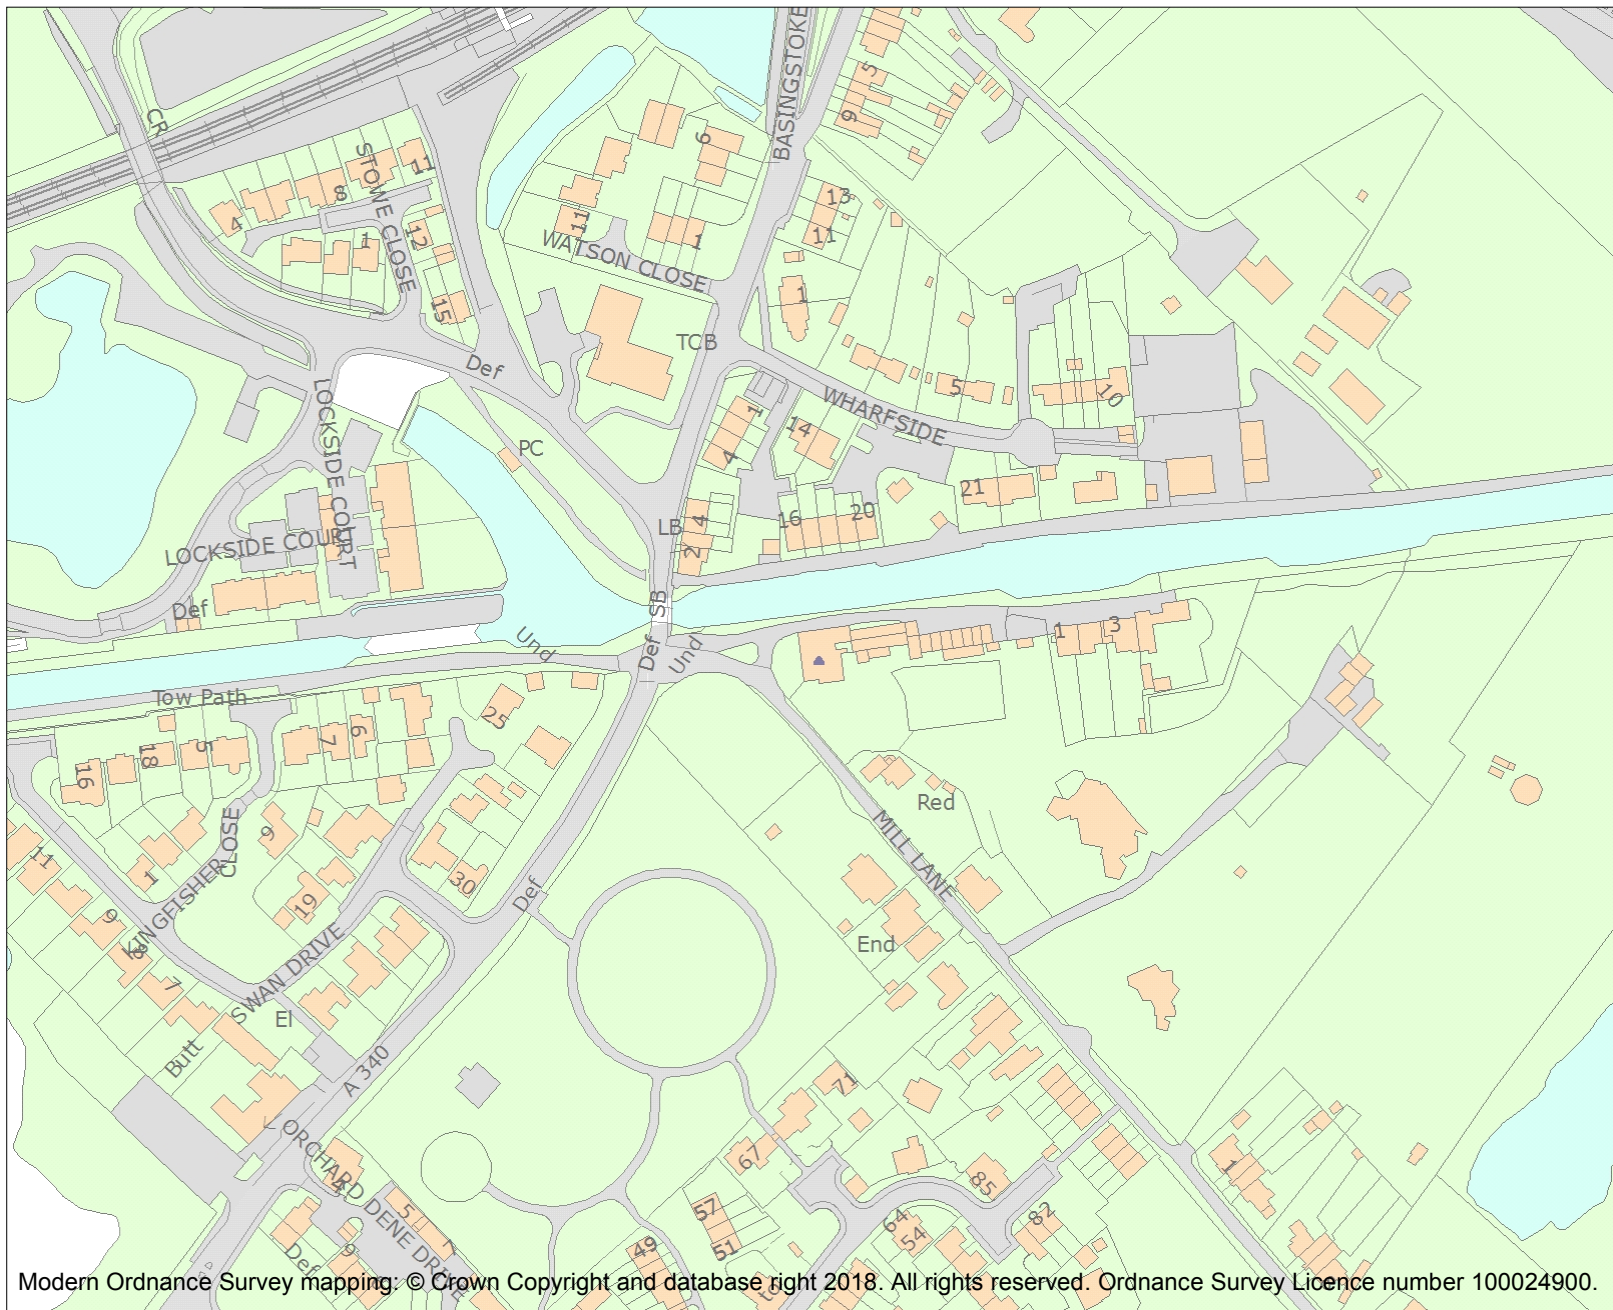 BASINGSTOKE
5
9
CR
STOWE CLOSE
11
8
4
1
12
15
6
11
WATSON CLOSE
1
13
11
1
TCB
Def
LOCKSIDE COURT
PC
WHARFSIDE
5
10
1
14
4
21
LB
4
2
16
20
LOCKSIDE COURT
Def
SB
Und
Def
Und
1
3
Tow Path
25
16
18
5
7
6
Red
MILL LANE
CLOSE
9
11
1
KINGFISHER
19
30
Def
9
8
7
SWAN DRIVE
End
El
Butt
A 340
71
ORCHARD DENE DRIVE
4
67
85
1
57
51
64
54
82
49
5
7
Def
9
Modern Ordnance Survey mapping: © Crown Copyright and database right 2018. All rights reserved. Ordnance Survey Licence number 100024900.